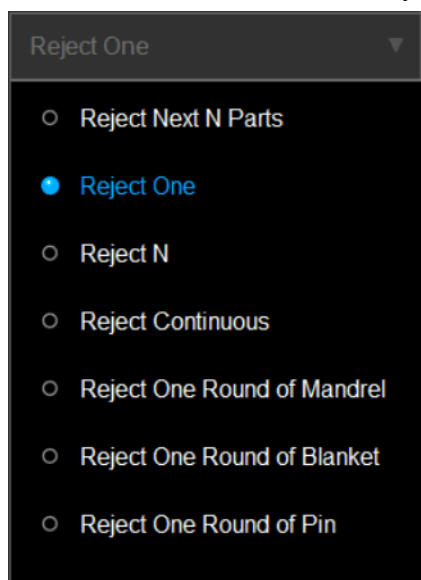 Reject One
Reject Next N Parts
Reject One
Reject N
Reject Continuous
Reject One Round of Mandrel
Reject One Round of Blanket
Reject One Round of Pin